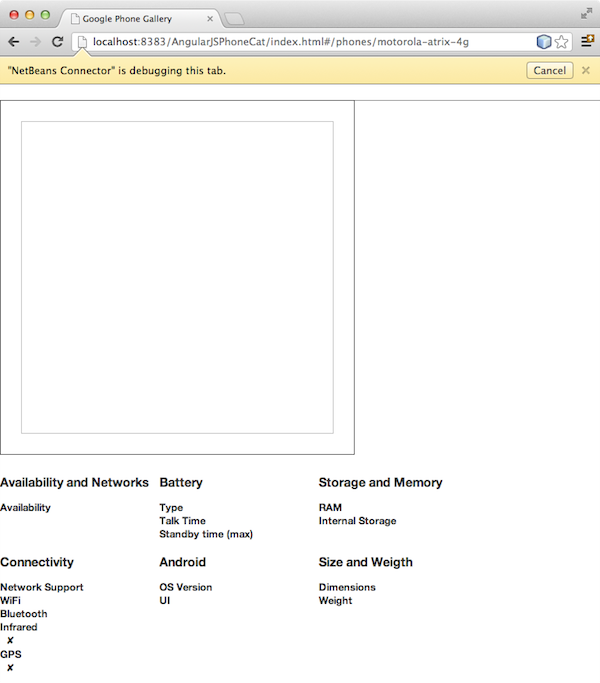 Google Phone Gallery
localhost:8383/AngularJSPhoneCat/index.html#/phones/motorola-atrix-4g
"NetBeans Connector" is debugging this tab. Cancel
Availability and Networks Battery Storage and Memory
Availability Type RAM
Talk Time Internal Storage
Standby time (max)
Connectivity Android Size and Weigth
Network Support OS Version Dimensions
WiFi UI Weight
Bluetooth
Infrared
✘
GPS
✘